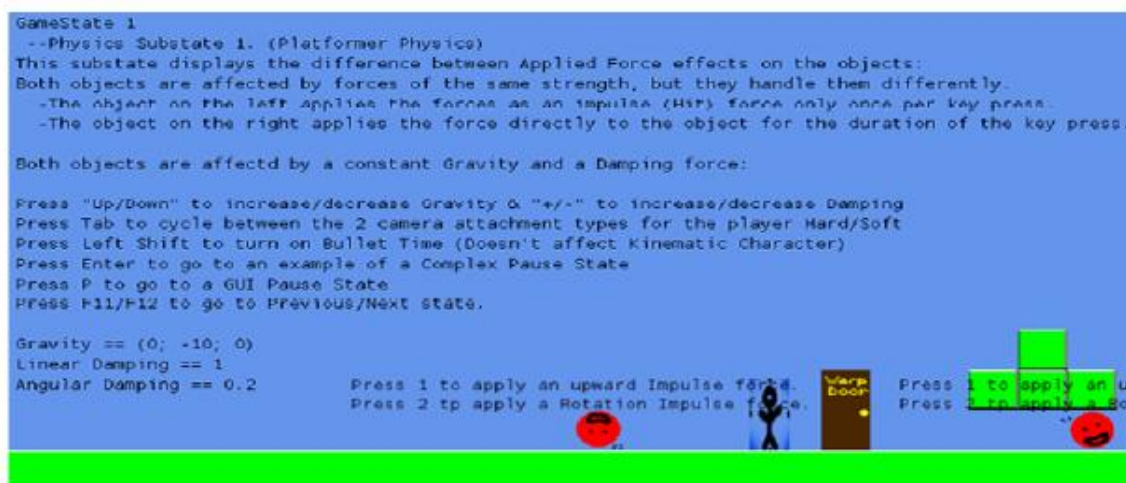 GameState 1
--Physics Substate 1. (Platformer Physics)
This substate displays the difference between Applied Force effects on the objects:
Both objects are affected by forces of the same strength, but they handle them differently.
-The object on the left applies the forces as an impulse (Hit) force only once per key press.
-The object on the right applies the force directly to the object for the duration of the key press.
Both objects are affectd by a constant Gravity and a Damping force:
Press "Up/Down" to increase/decrease Gravity & "+/-" to increase/decrease Damping
Press Tab to cycle between the 2 camera attachment types for the player Hard/Soft
Press Left Shift to turn on Bullet Time (Doesn't affect Kinematic Character)
Press Enter to go to an example of a Complex Pause State
Press P to go to a GUI Pause State
Press F11/F12 to go to Previous/Next state.
Gravity == (0; -10; 0)
Linear Damping == 1
Angular Damping == 0.2
Press 1 to apply an upward Impulse force.
Press 2 tp apply a Rotation Impulse force.
Warp
Door
Press 1 to apply an u
Press 2 tp apply a Ro